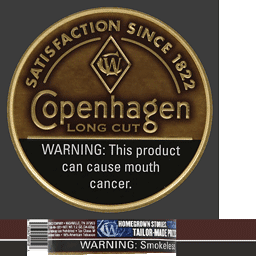 SATISFACTION SINCE 1822
CW
Copenhagen
LONG CUT
WARNING: This product
can cause mouth
cancer.
HOMEGROWN STORIES
TAILOR-MADE
WARNING: Smokeless